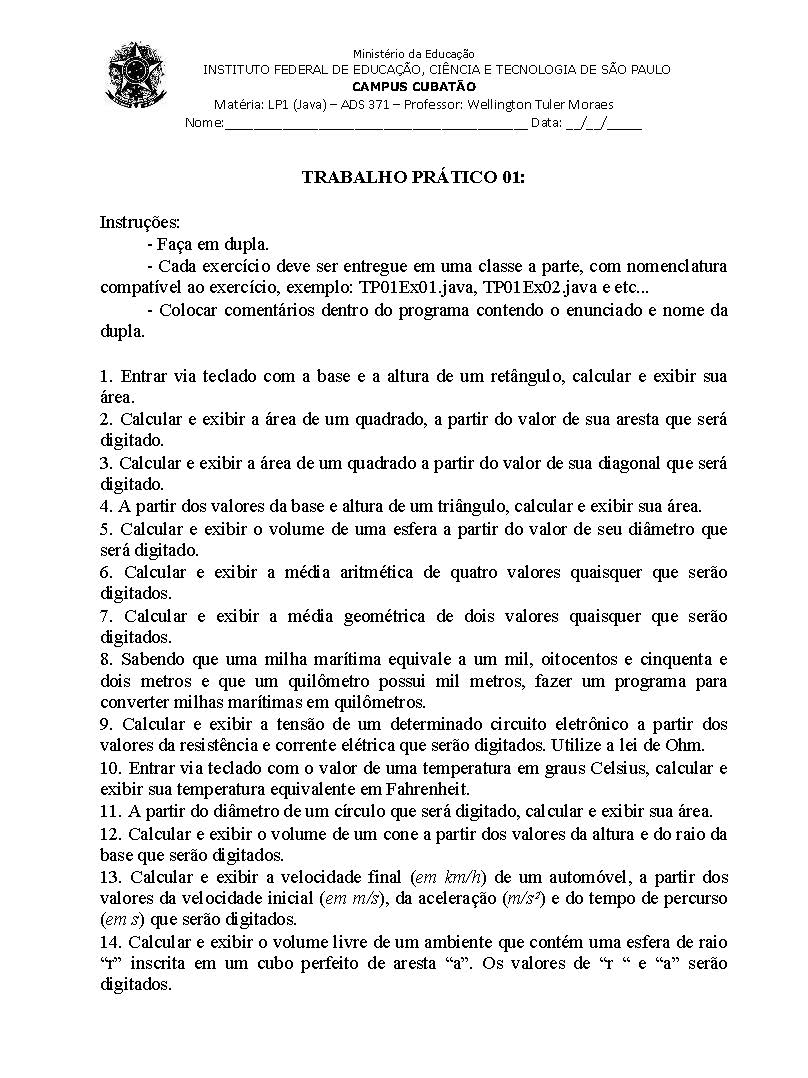 Ministério da Educação
INSTITUTO FEDERAL DE EDUCAÇÃO, CIÊNCIA E TECNOLOGIA DE SÃO PAULO
CAMPUS CUBATÃO
Matéria: LP1 (Java) – ADS 371 – Professor: Wellington Tuler Moraes
Nome:__________________________________________ Data: __/__/_____
TRABALHO PRÁTICO 01:
Instruções:
- Faça em dupla.
- Cada exercício deve ser entregue em uma classe a parte, com nomenclatura
compatível ao exercício, exemplo: TP01Ex01.java, TP01Ex02.java e etc...
- Colocar comentários dentro do programa contendo o enunciado e nome da
dupla.
1. Entrar via teclado com a base e a altura de um retângulo, calcular e exibir sua
área.
2. Calcular e exibir a área de um quadrado, a partir do valor de sua aresta que será
digitado.
3. Calcular e exibir a área de um quadrado a partir do valor de sua diagonal que será
digitado.
4. A partir dos valores da base e altura de um triângulo, calcular e exibir sua área.
5. Calcular e exibir o volume de uma esfera a partir do valor de seu diâmetro que
será digitado.
6. Calcular e exibir a média aritmética de quatro valores quaisquer que serão
digitados.
7. Calcular e exibir a média geométrica de dois valores quaisquer que serão
digitados.
8. Sabendo que uma milha marítima equivale a um mil, oitocentos e cinquenta e
dois metros e que um quilômetro possui mil metros, fazer um programa para
converter milhas marítimas em quilômetros.
9. Calcular e exibir a tensão de um determinado circuito eletrônico a partir dos
valores da resistência e corrente elétrica que serão digitados. Utilize a lei de Ohm.
10. Entrar via teclado com o valor de uma temperatura em graus Celsius, calcular e
exibir sua temperatura equivalente em Fahrenheit.
11. A partir do diâmetro de um círculo que será digitado, calcular e exibir sua área.
12. Calcular e exibir o volume de um cone a partir dos valores da altura e do raio da
base que serão digitados.
13. Calcular e exibir a velocidade final (em km/h) de um automóvel, a partir dos
valores da velocidade inicial (em m/s), da aceleração (m/s²) e do tempo de percurso
(em s) que serão digitados.
14. Calcular e exibir o volume livre de um ambiente que contém uma esfera de raio
“r” inscrita em um cubo perfeito de aresta “a”. Os valores de “r “ e “a” serão
digitados.